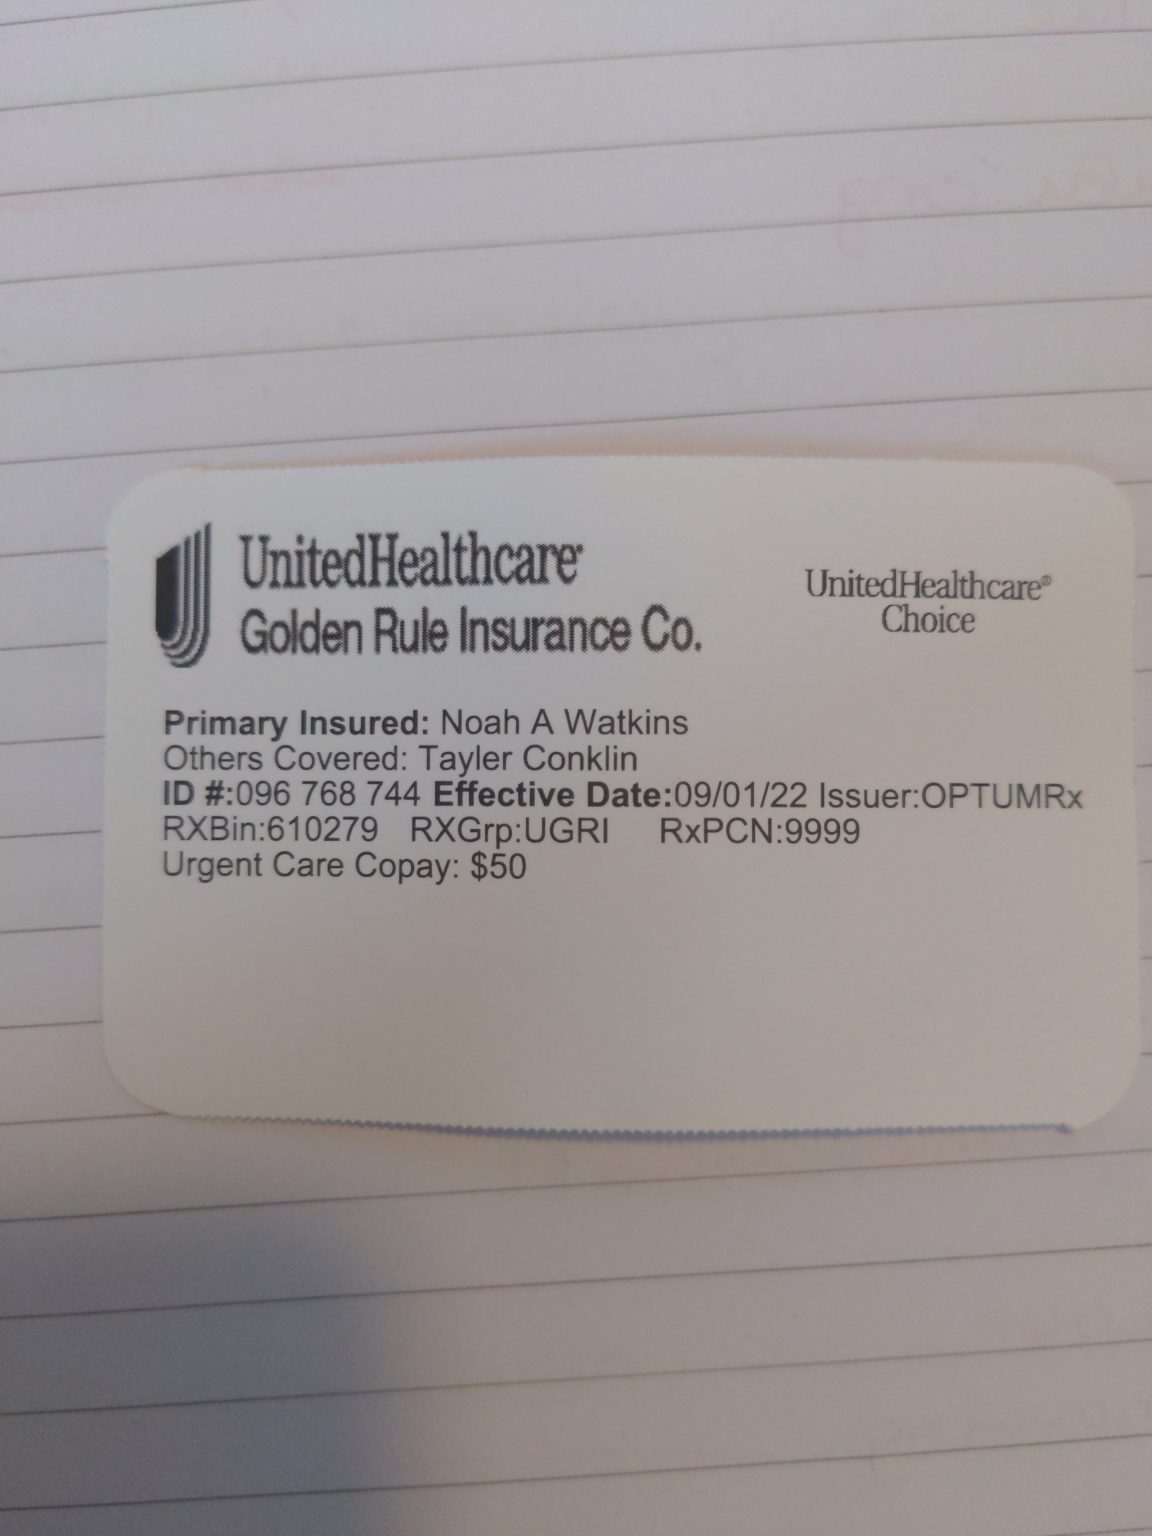 UnitedHealthcare®
Golden Rule Insurance Co.
UnitedHealthcare®
Choice
Primary Insured: Noah A Watkins
Others Covered: Tayler Conklin
ID #:096 768 744 Effective Date:09/01/22 Issuer:OPTUMRx
RXBin:610279 RXGrp:UGRI RxPCN:9999
Urgent Care Copay: $50